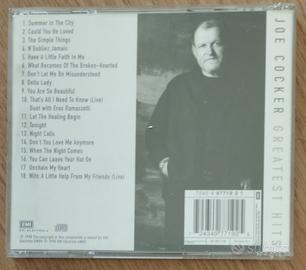 1 Summer In The City
2 Could You Be Loved
3 The Simple Things
4 N'Oubliez Jamais
5 Have A Little Faith In Me
6 What Becomes Of The Broken-Hearted
7 Don't Let Me Be Misunderstood
8 Delta Lady
9 You Are So Beautiful
10 That's All I Need To Know (Live)
Duet with Eros Ramazzotti
11 Let The Healing Begin
12 Tonight
13 Night Calls
14 Don't You Love Me Anymore
15 When The Night Comes
16 You Can Leave Your Hat On
17 Unchain My Heart
18 With A Little Help From My Friends (Live)
EMI
JOE COCKER GREATEST HITS